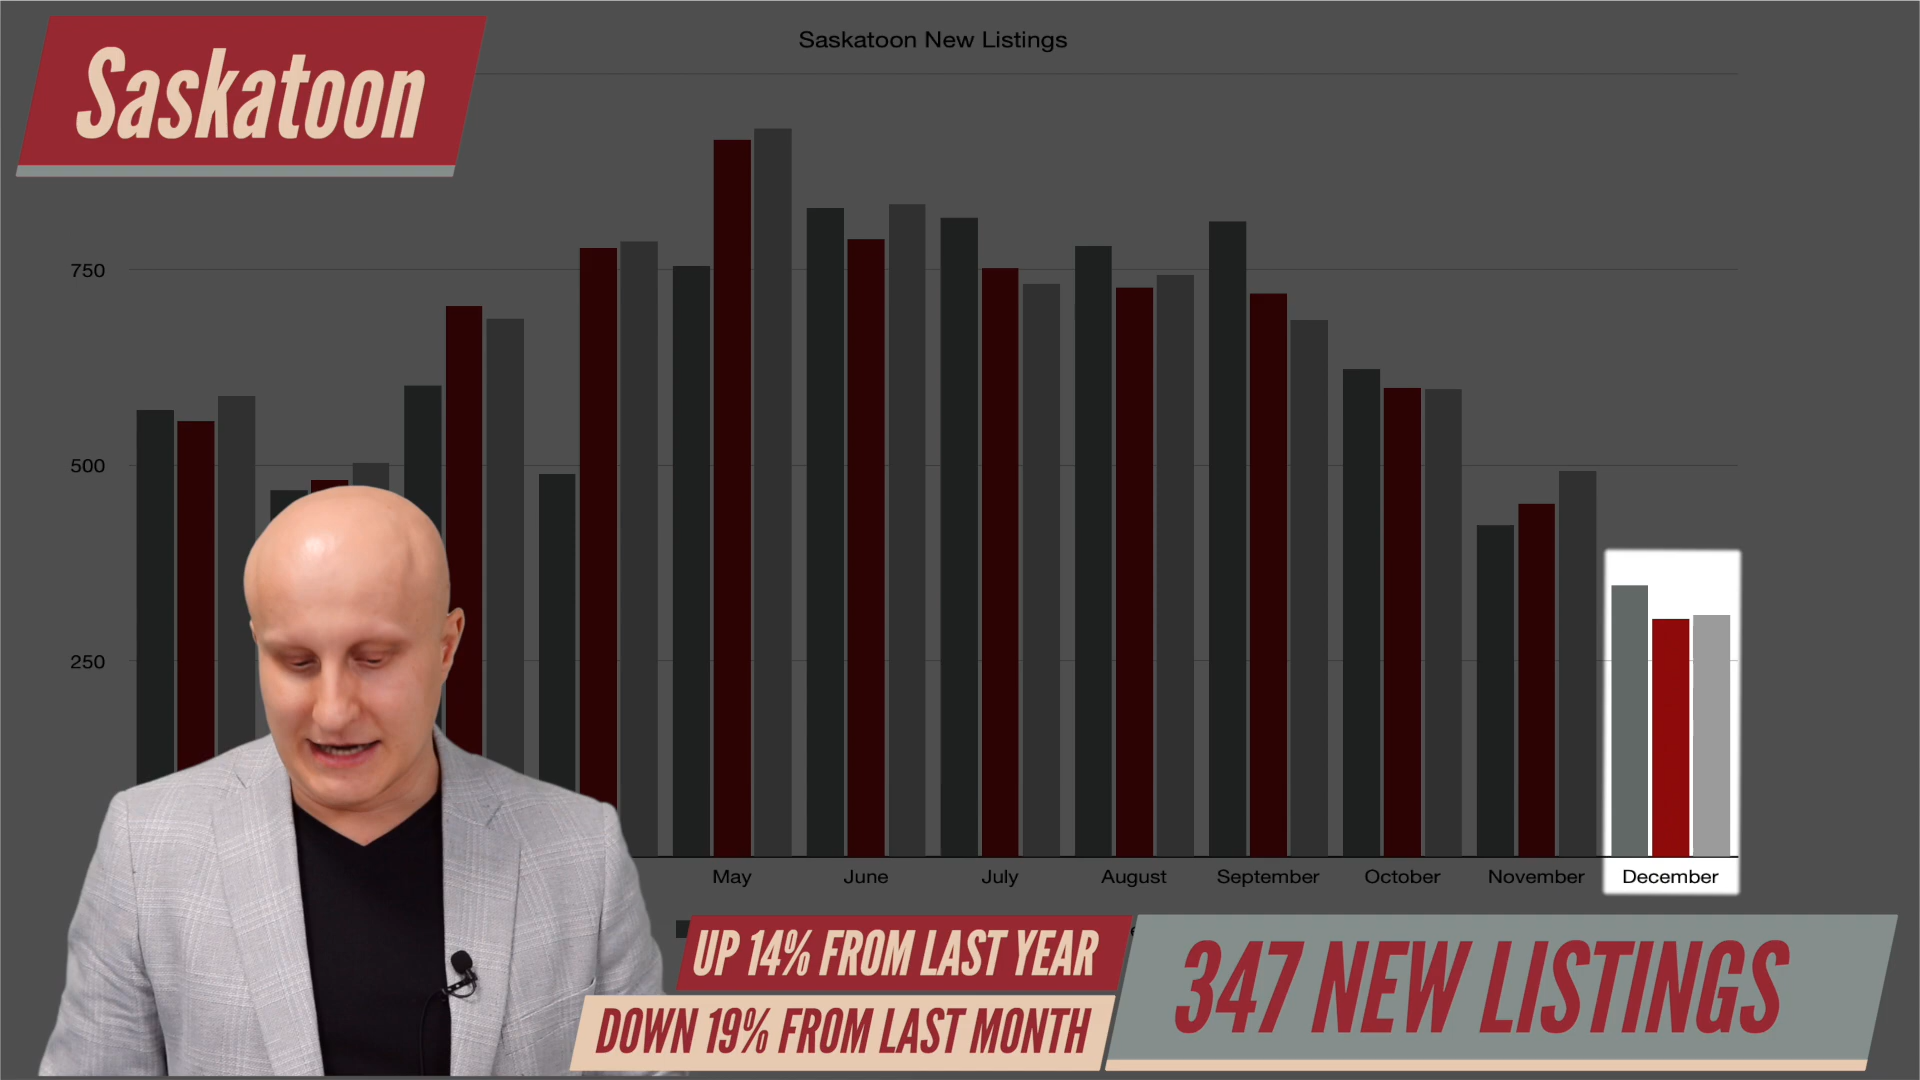 Saskatoon
Saskatoon New Listings
750
500
250
May June July August September October November December
UP 14% FROM LAST YEAR
DOWN 19% FROM LAST MONTH
347 NEW LISTINGS